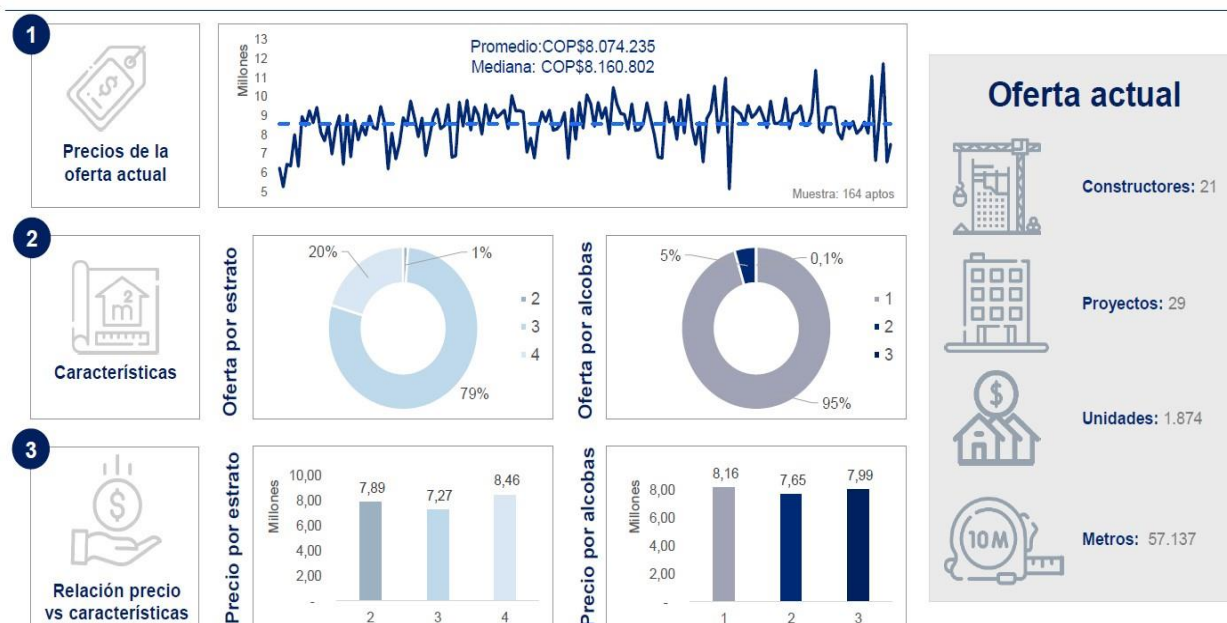 1
Precios de la
oferta actual
Millones
13
12
11
10
9
8
7
6
5
Promedio:COP$8.074.235
Mediana: COP$8.160.802
Muestra: 164 aptos
2
m2
Características
Oferta por estrato
20%
1%
79%
2
3
4
Oferta por alcobas
5%
0,1%
95%
1
2
3
3
Relación precio
vs características
Precio por estrato
Millones
10,00
8,00
6,00
4,00
2,00
-
7,89
7,27
8,46
2
3
4
Precio por alcobas
Millones
8,00
6,00
4,00
2,00
-
8,16
7,65
7,99
1
2
3
Oferta actual
Constructores: 21
Proyectos: 29
$
Unidades: 1.874
10M
Metros: 57.137